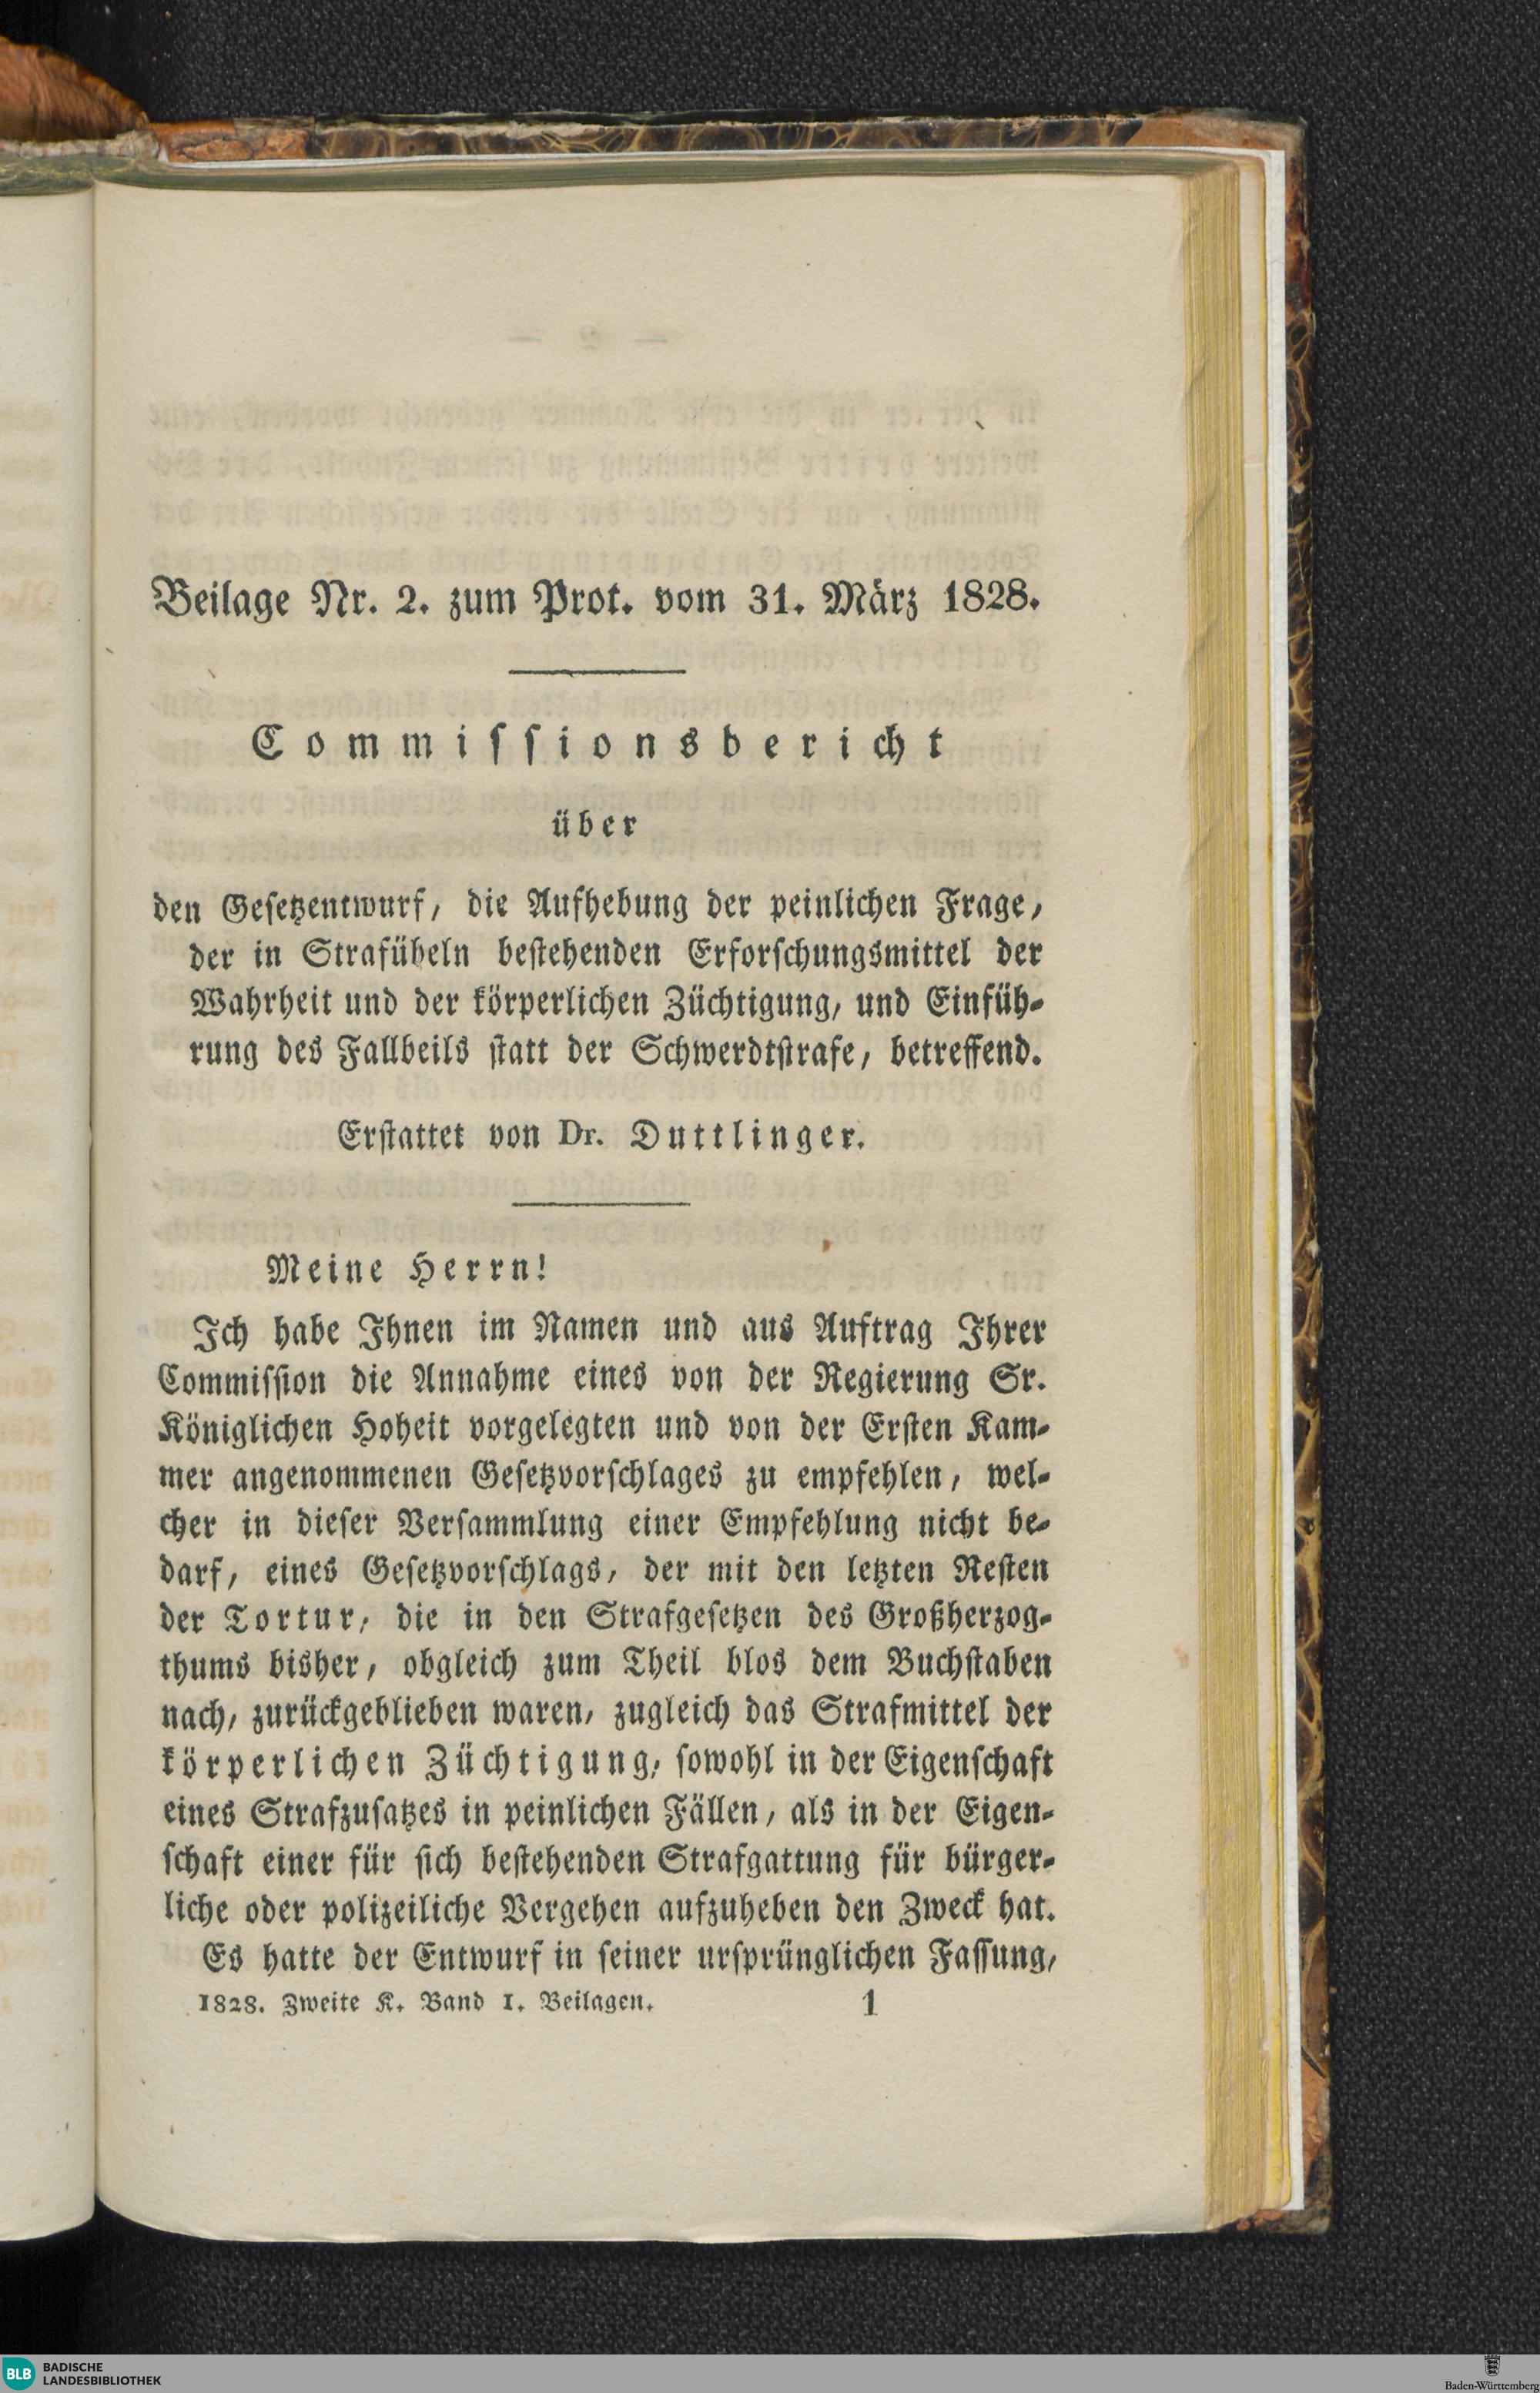 Beilage Nr. 2. zum Prot. vom 31. März 1828.
Commissionsbericht
über
den Gesetzentwurf, die Aufhebung der peinlichen Frage,
der in Strafübeln bestehenden Erforschungsmittel der
Wahrheit und der körperlichen Züchtigung, und Einfüh-
rung des Fallbeils statt der Schwerdtstrafe, betreffend.
Erstattet von Dr. Duttlinger.
Meine Herrn!
Ich habe Ihnen im Namen und aus Auftrag Ihrer
Commission die Annahme eines von der Regierung Sr.
Königlichen Hoheit vorgelegten und von der Ersten Kam-
mer angenommenen Gesetzvorschlages zu empfehlen, wel-
cher in dieser Versammlung einer Empfehlung nicht be-
darf, eines Gesetzvorschlags, der mit den letzten Resten
der Tortur, die in den Strafgesetzen des Großherzog-
thums bisher, obgleich zum Theil blos dem Buchstaben
nach, zurückgeblieben waren, zugleich das Strafmittel der
körperlichen Züchtigung, sowohl in der Eigenschaft
eines Strafzusatzes in peinlichen Fällen, als in der Eigen-
schaft einer für sich bestehenden Strafgattung für bürger-
liche oder polizeiliche Vergehen aufzuheben den Zweck hat.
Es hatte der Entwurf in seiner ursprünglichen Fassung,
1828. Zweite K. Band I. Beilagen. 1
BLB BADISCHE
LANDESBIBLIOTHEK
Baden-Württemberg